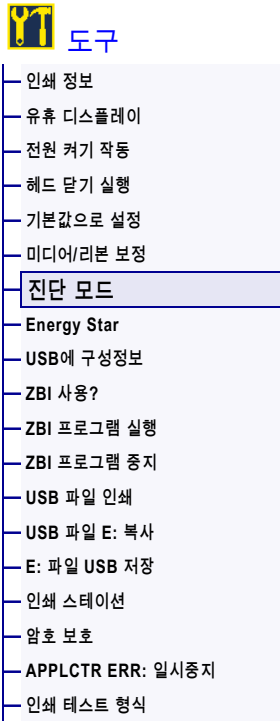 도구
인쇄 정보
유휴 디스플레이
전원 켜기 작동
헤드 닫기 실행
기본값으로 설정
미디어/리본 보정
진단 모드
Energy Star
USB에 구성정보
ZBI 사용?
ZBI 프로그램 실행
ZBI 프로그램 중지
USB 파일 인쇄
USB 파일 E: 복사
E: 파일 USB 저장
인쇄 스테이션
암호 보호
APPLCTR ERR: 일시중지
인쇄 테스트 형식